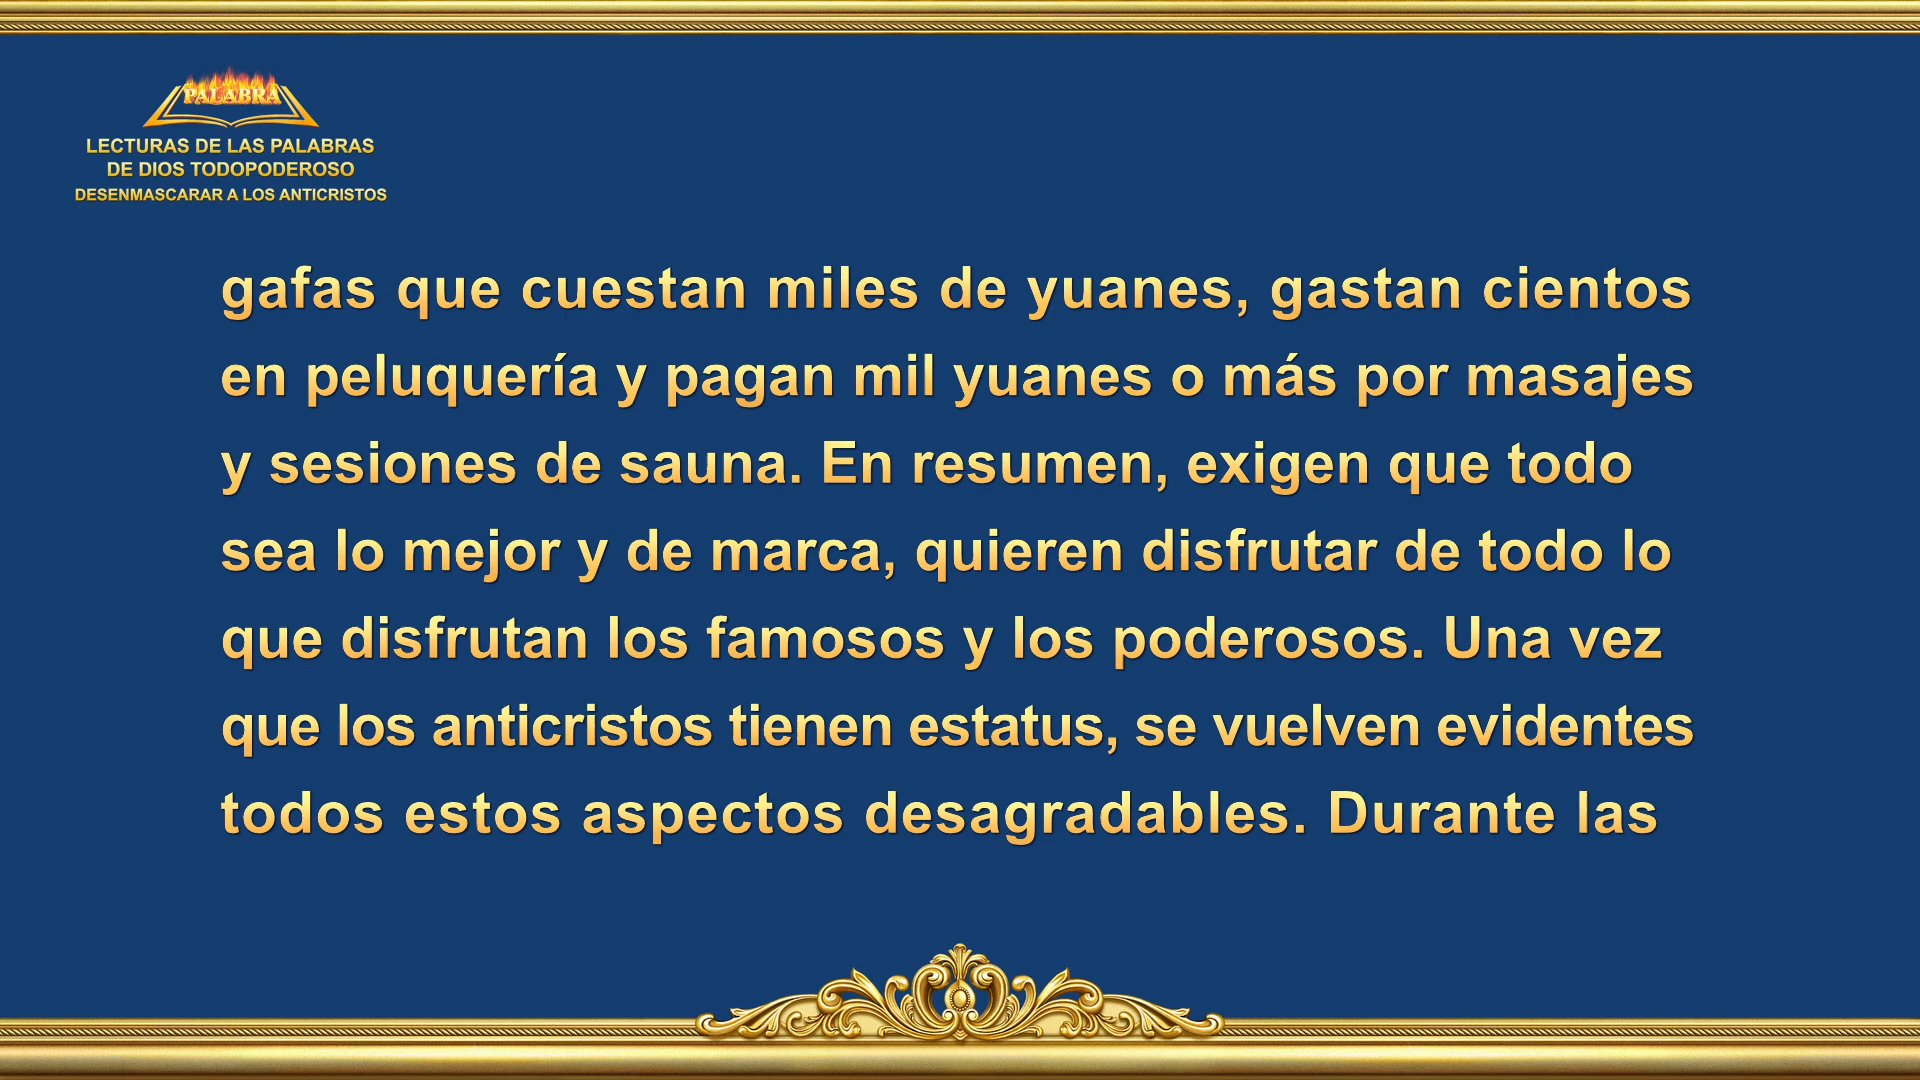 PALABRA
LECTURAS DE LAS PALABRAS
DE DIOS TODOPODEROSO
DESENMASCARAR A LOS ANTICRISTOS
gafas que cuestan miles de yuanes, gastan cientos
en peluquería y pagan mil yuanes o más por masajes
y sesiones de sauna. En resumen, exigen que todo
sea lo mejor y de marca, quieren disfrutar de todo lo
que disfrutan los famosos y los poderosos. Una vez
que los anticristos tienen estatus, se vuelven evidentes
todos estos aspectos desagradables. Durante las